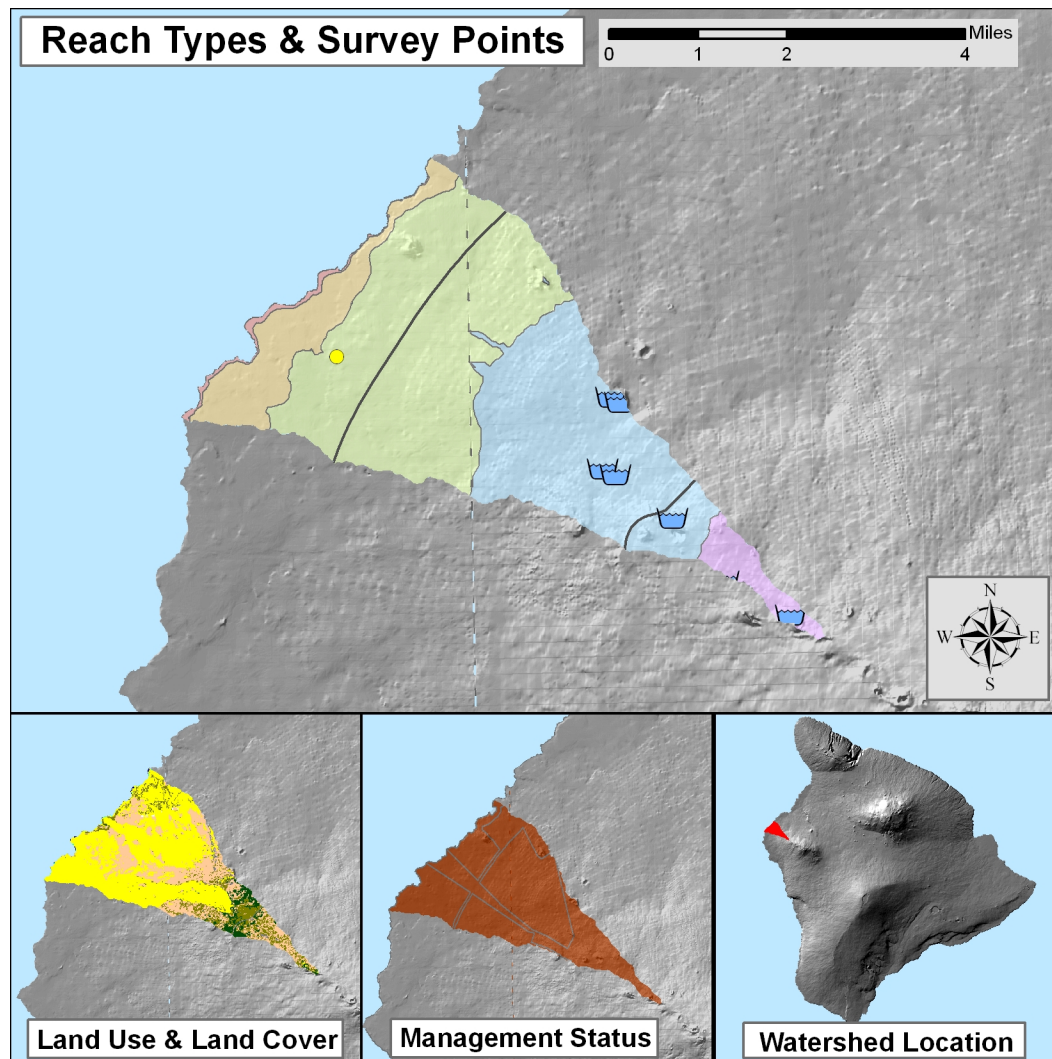 Reach Types & Survey Points
Miles
0 1 2 4
N
W E
S
Land Use & Land Cover
Management Status
Watershed Location